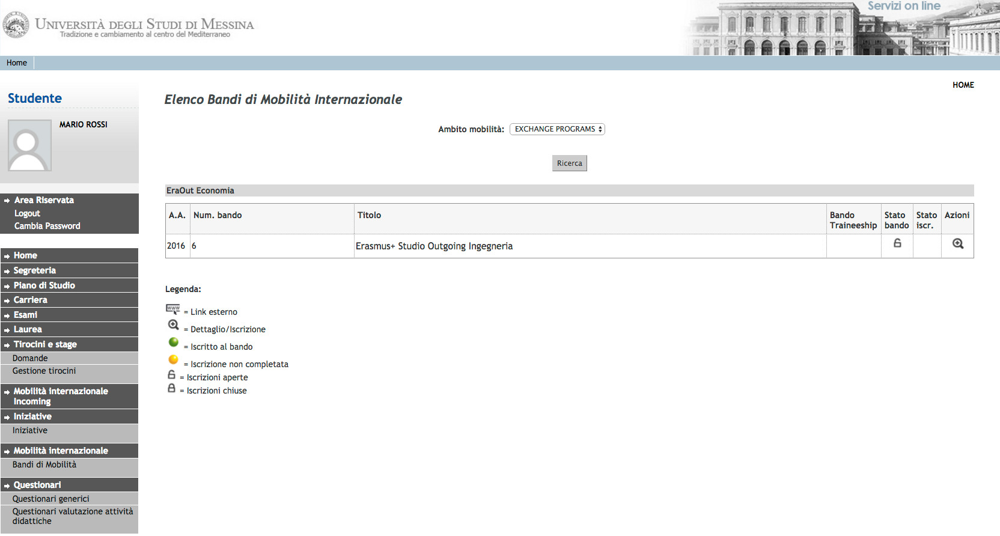 Servizi on line
UNIVERSITÀ DEGLI STUDI DI MESSINA
Tradizione e cambiamento al centro del Mediterraneo
Home
HOME
Studente
MARIO ROSSI
Area Riservata
Logout
Cambia Password
Home
Segreteria
Piano di Studio
Carriera
Esami
Laurea
Tirocini e stage
Domande
Gestione tirocini
Mobilità internazionale
Incoming
Iniziative
Iniziative
Mobilità internazionale
Bandi di Mobilità
Questionari
Questionari generici
Questionari valutazione attività
didattiche
Elenco Bandi di Mobilità Internazionale
Ambito mobilità: EXCHANGE PROGRAMS
Ricerca
EraOut Economia
A.A. Num. bando Titolo Bando Traineeship Stato bando Stato iscr. Azioni
2016 6 Erasmus+ Studio Outgoing Ingegneria
Legenda:
www = Link esterno
= Dettaglio/Iscrizione
= Iscritto al bando
= Iscrizione non completata
= Iscrizioni aperte
= Iscrizioni chiuse